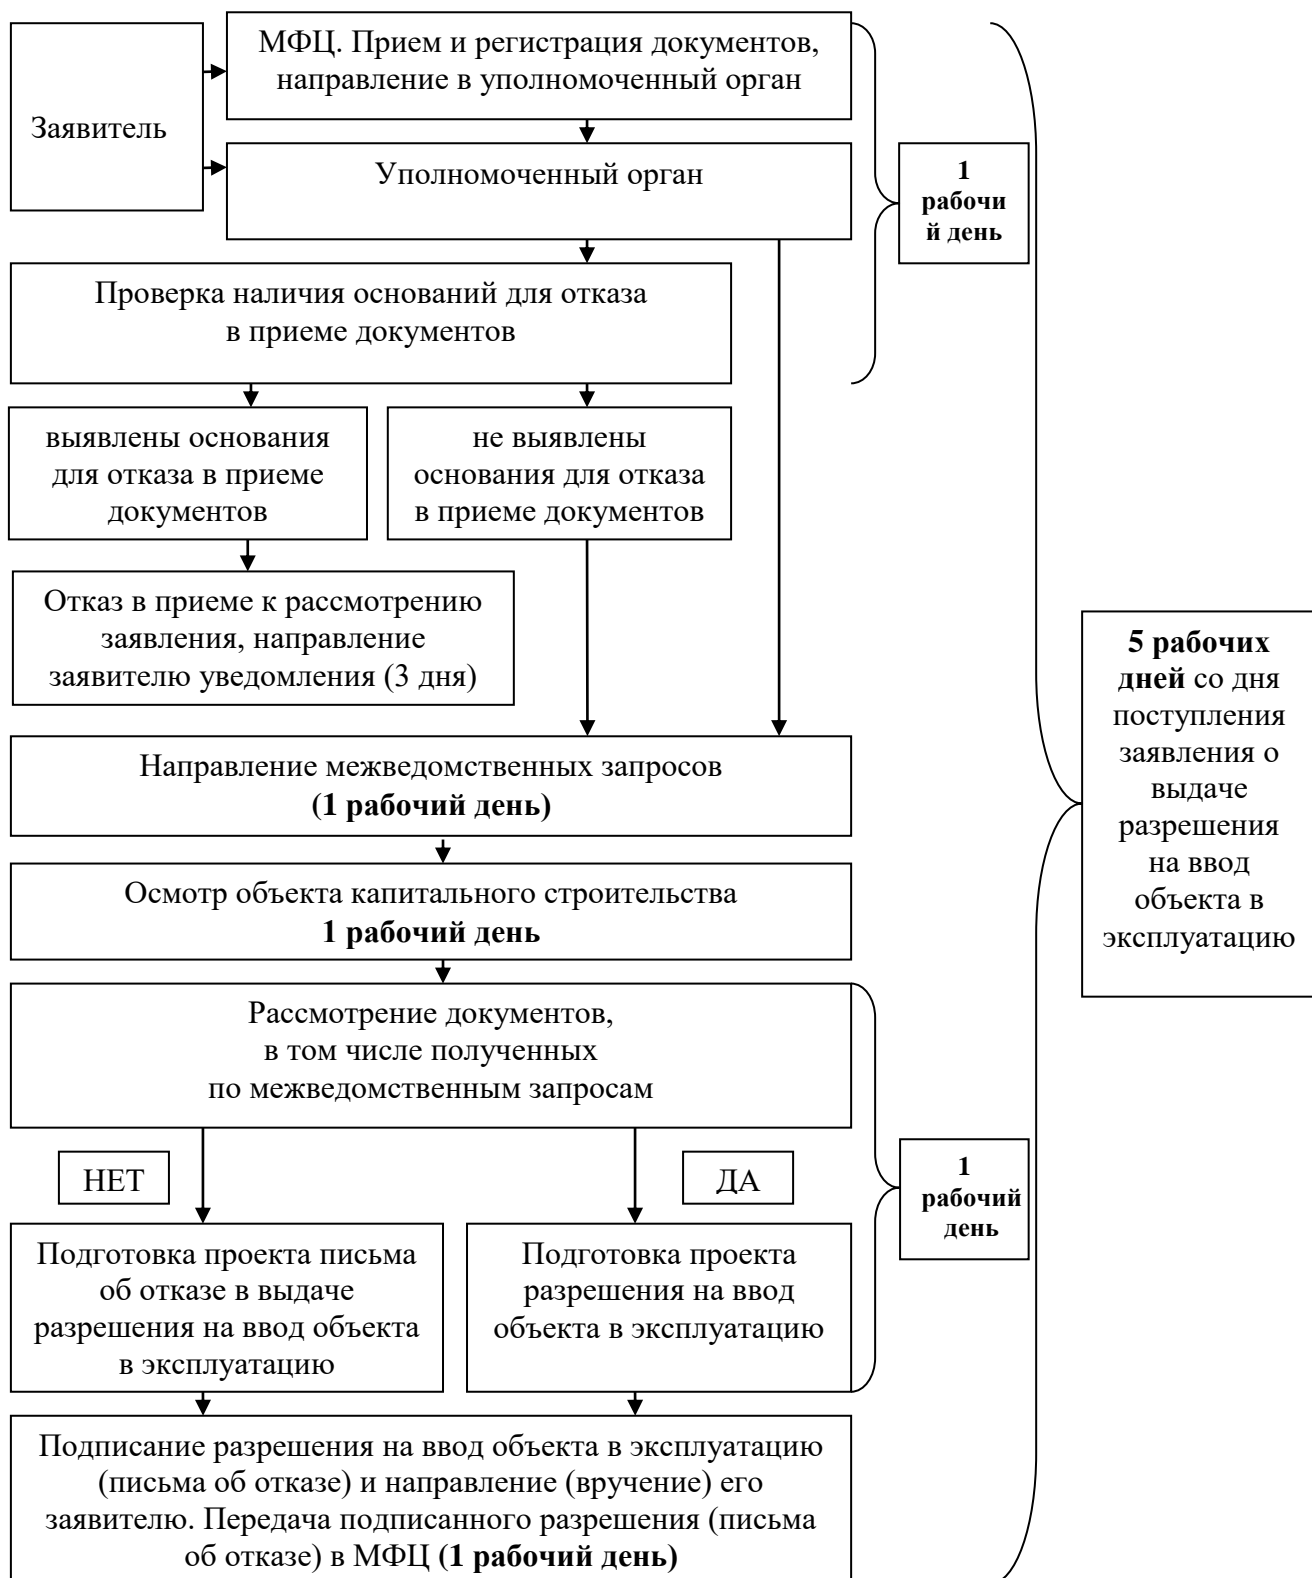 МФЦ. Прием и регистрация документов,
направление в уполномоченный орган
Заявитель
Уполномоченный орган
1
рабочи
й день
Проверка наличия оснований для отказа
в приеме документов
выявлены основания
для отказа в приеме
документов
не выявлены
основания для отказа
в приеме документов
Отказ в приеме к рассмотрению
заявления, направление
заявителю уведомления (3 дня)
5 рабочих
дней со дня
поступления
заявления о
выдаче
разрешения
на ввод
объекта в
эксплуатацию
Направление межведомственных запросов
(1 рабочий день)
Осмотр объекта капитального строительства
1 рабочий день
Рассмотрение документов,
в том числе полученных
по межведомственным запросам
НЕТ
ДА
1
рабочий
день
Подготовка проекта письма
об отказе в выдаче
разрешения на ввод объекта
в эксплуатацию
Подготовка проекта
разрешения на ввод
объекта в эксплуатацию
Подписание разрешения на ввод объекта в эксплуатацию
(письма об отказе) и направление (вручение) его
заявителю. Передача подписанного разрешения (письма
об отказе) в МФЦ (1 рабочий день)